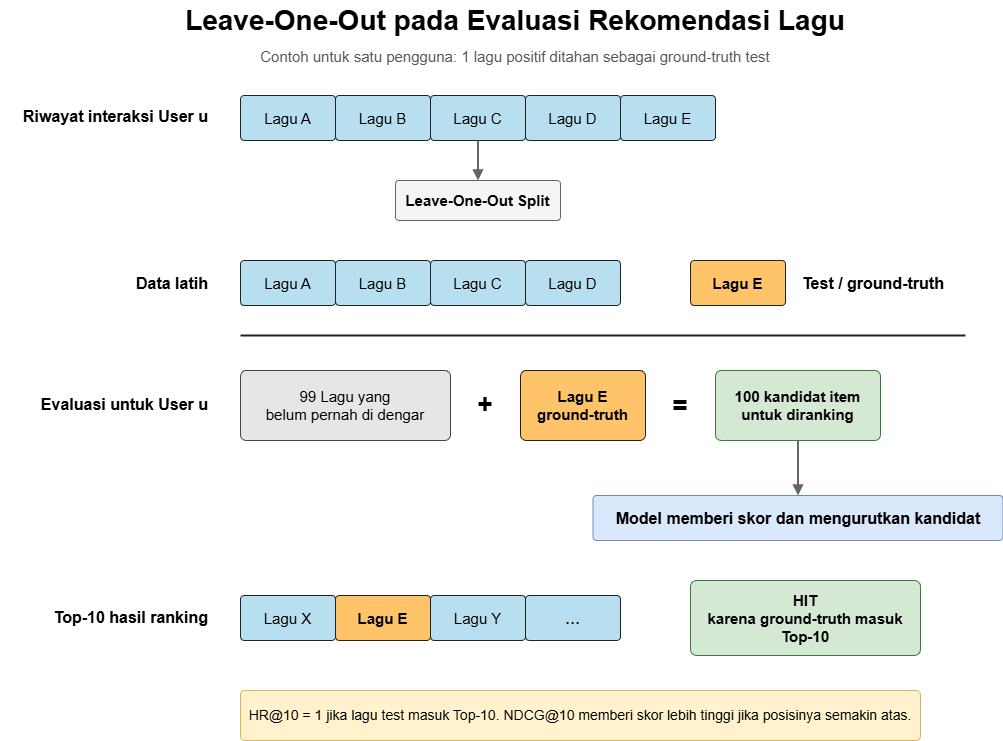 Leave-One-Out pada Evaluasi Rekomendasi Lagu
Contoh untuk satu pengguna: 1 lagu positif ditahan sebagai ground-truth test
Riwayat interaksi User u
Lagu A
Lagu B
Lagu C
Lagu D
Lagu E
Leave-One-Out Split
Data latih
Lagu A
Lagu B
Lagu C
Lagu D
Lagu E
Test / ground-truth
Evaluasi untuk User u
99 Lagu yang
belum pernah di dengar
+
Lagu E
ground-truth
=
100 kandidat item
untuk diranking
Model memberi skor dan mengurutkan kandidat
Top-10 hasil ranking
Lagu X
Lagu E
Lagu Y
...
HIT
karena ground-truth masuk
Top-10
HR@10 = 1 jika lagu test masuk Top-10. NDCG@10 memberi skor lebih tinggi jika posisinya semakin atas.